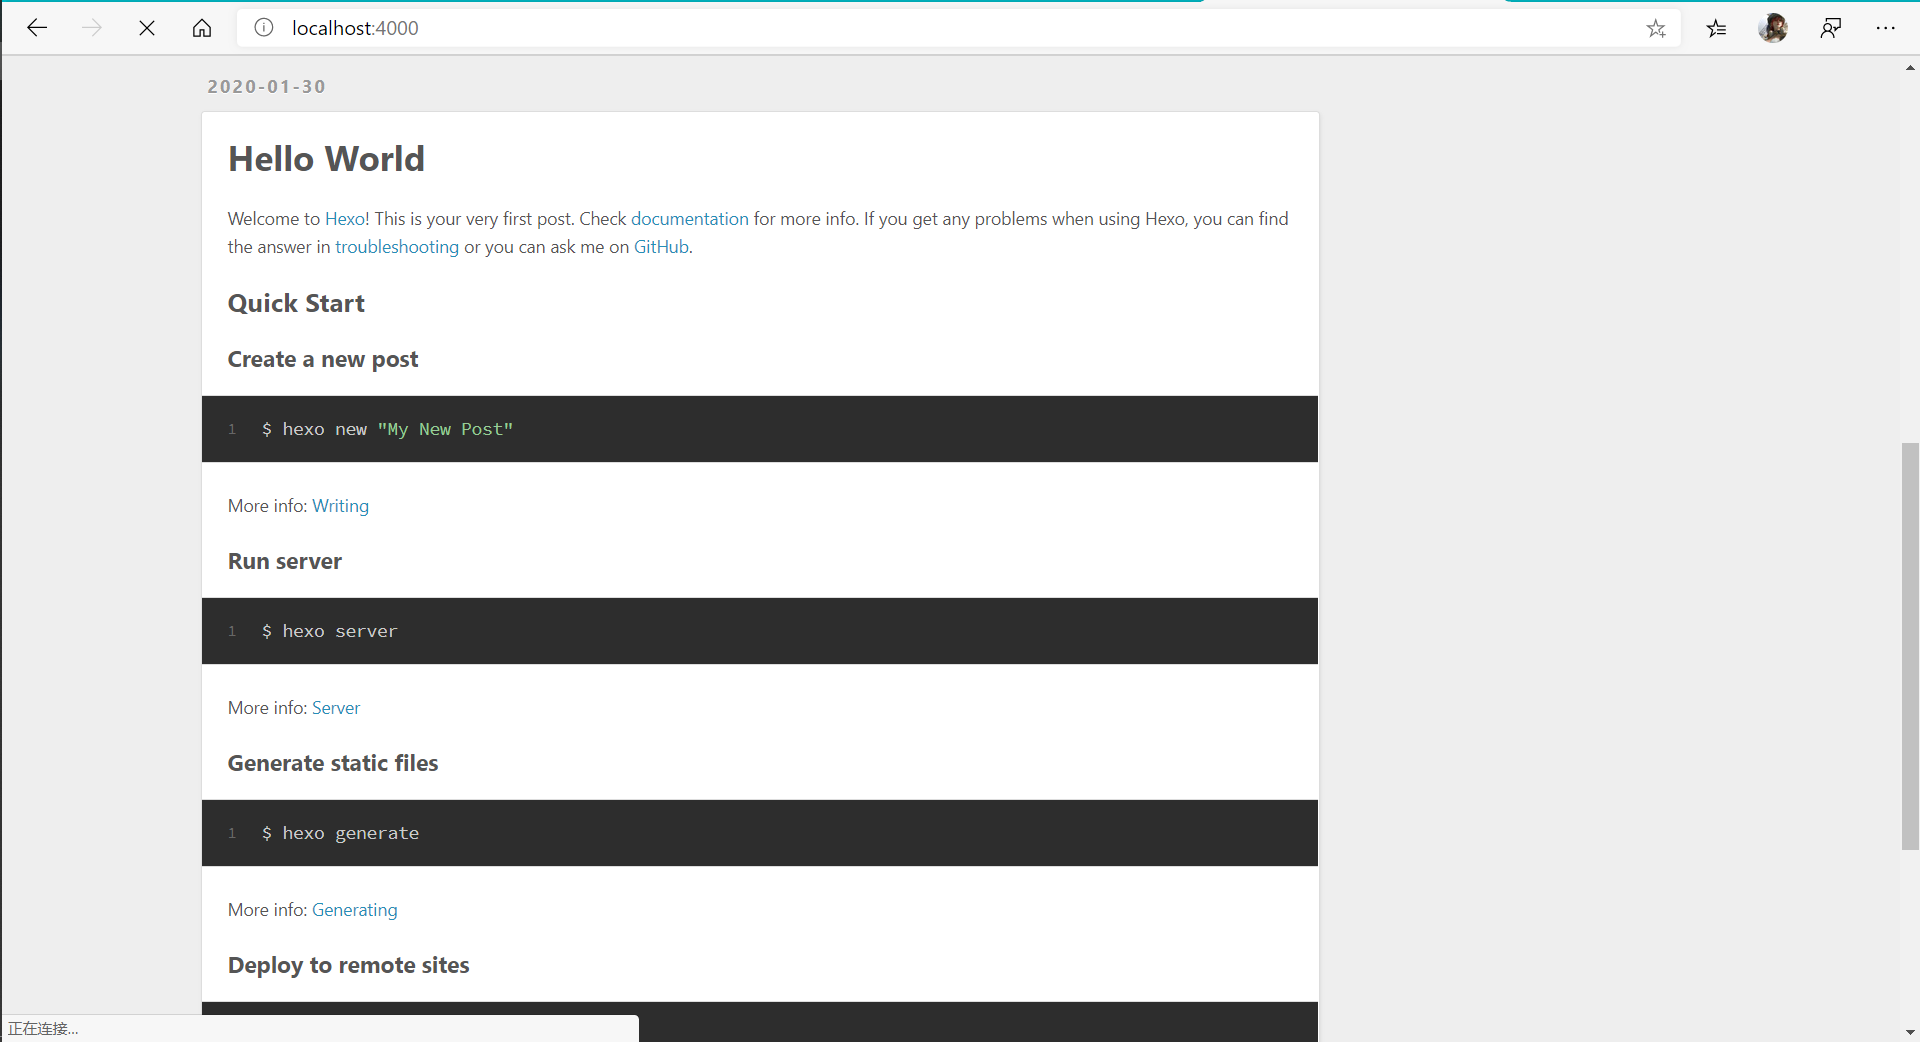 localhost:4000
2020-01-30
Hello World
Welcome to Hexo! This is your very first post. Check documentation for more info. If you get any problems when using Hexo, you can find
the answer in troubleshooting or you can ask me on GitHub.
Quick Start
Create a new post
1 $ hexo new "My New Post"
More info: Writing
Run server
1 $ hexo server
More info: Server
Generate static files
1 $ hexo generate
More info: Generating
Deploy to remote sites
正在连接...